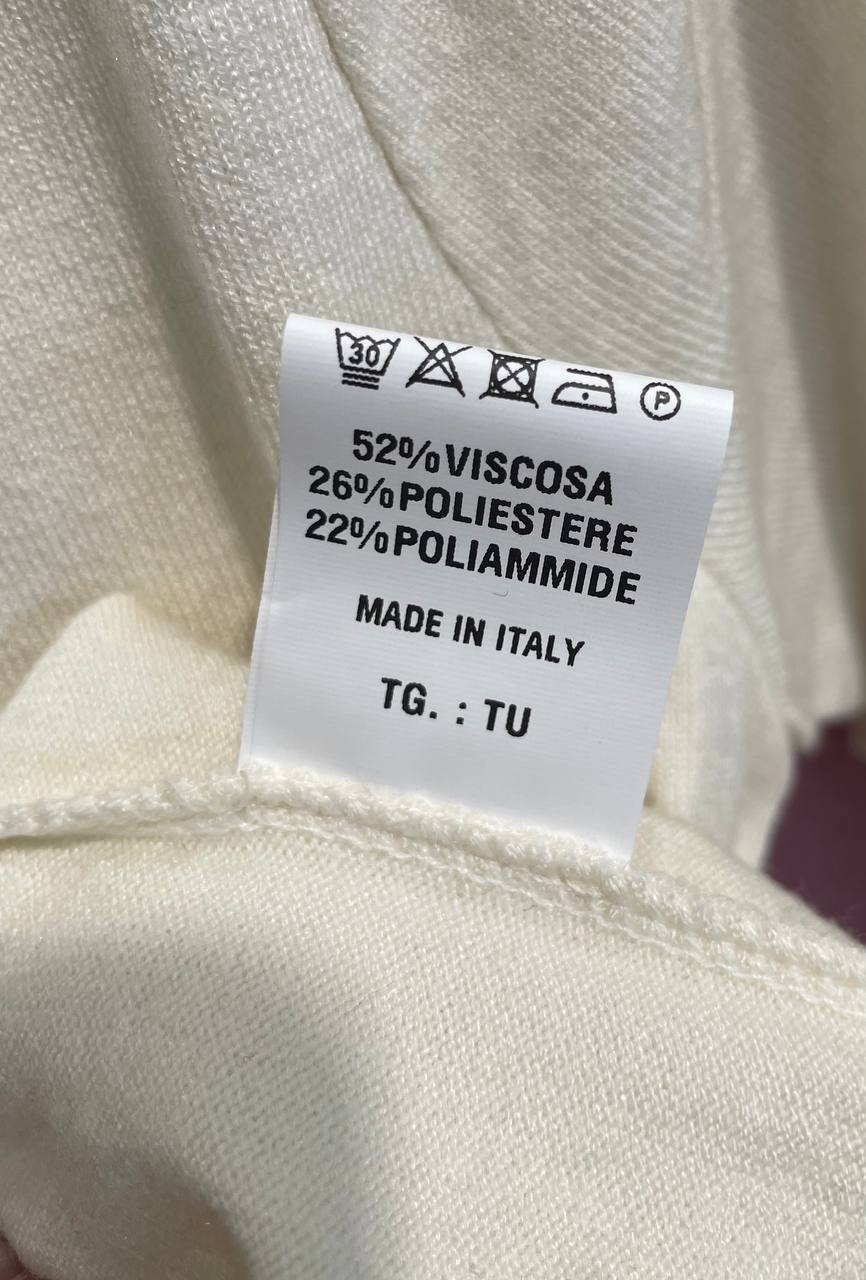 30 P
52%VISCOSA
26%POLIESTERE
22%POLIAMMIDE
MADE IN ITALY
TG. : TU